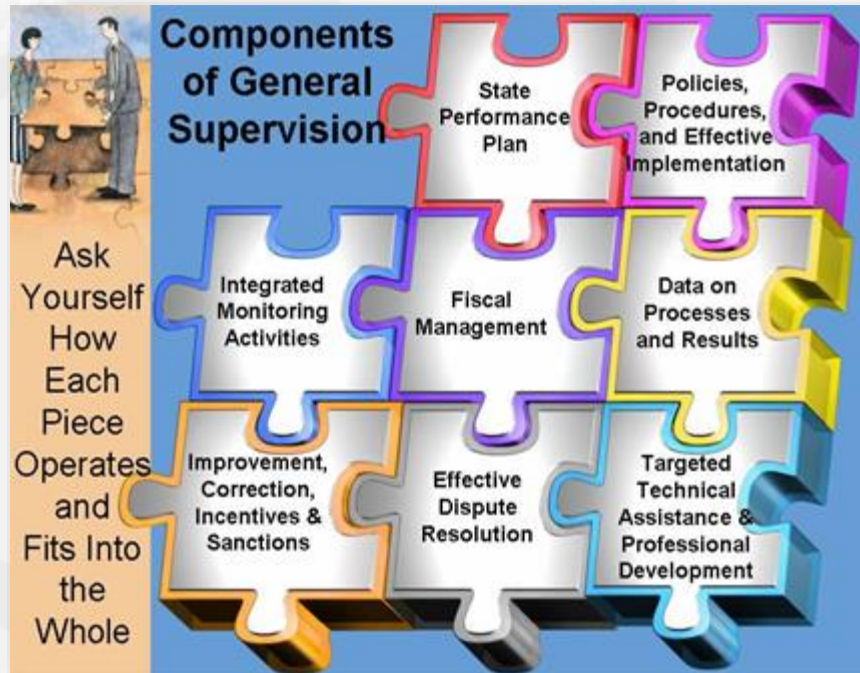 Components
of General
Supervision
State
Performance
Plan
Policies,
Procedures,
and Effective
Implementation
Integrated
Monitoring
Activities
Fiscal
Management
Data on
Processes
and Results
Improvement,
Correction,
Incentives &
Sanctions
Effective
Dispute
Resolution
Targeted
Technical
Assistance &
Professional
Development
Ask
Yourself
How
Each
Piece
Operates
and
Fits Into
the
Whole